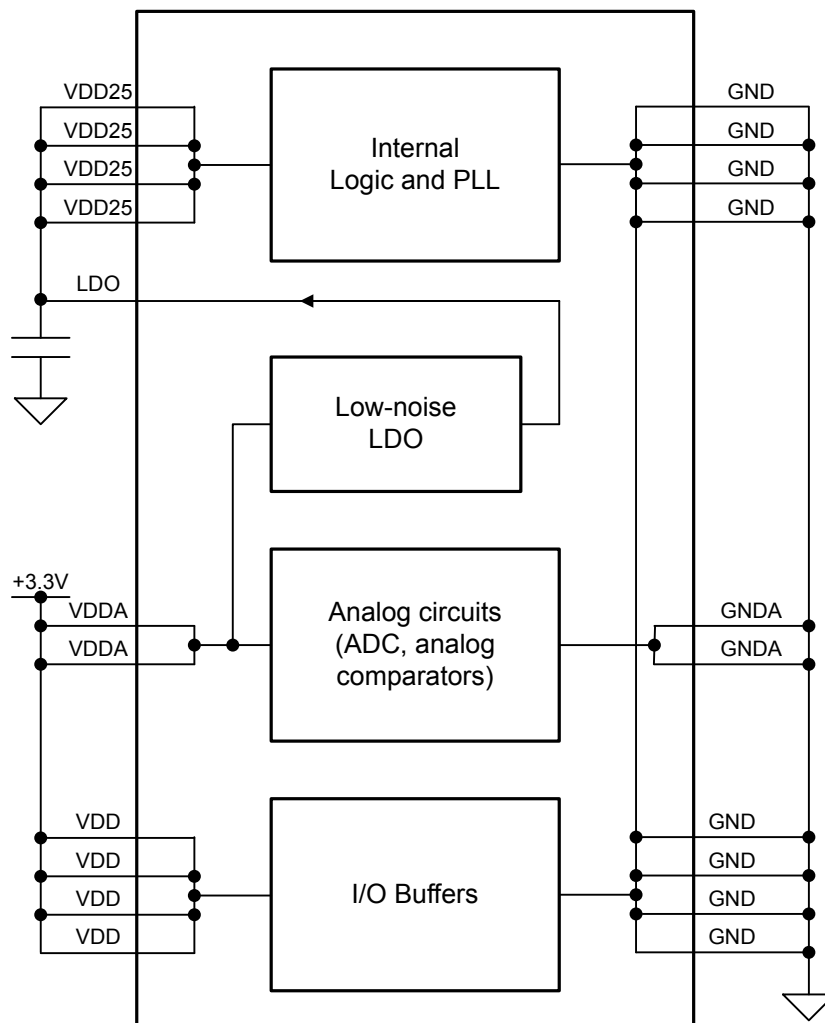 VDD25
GND
VDD25
GND
Internal
Logic and PLL
VDD25
GND
VDD25
GND
LDO
Low-noise
LDO
+3.3V
VDDA
GNDA
VDDA
GNDA
Analog circuits
(ADC, analog
comparators)
VDD
GND
VDD
GND
I/O Buffers
VDD
GND
VDD
GND